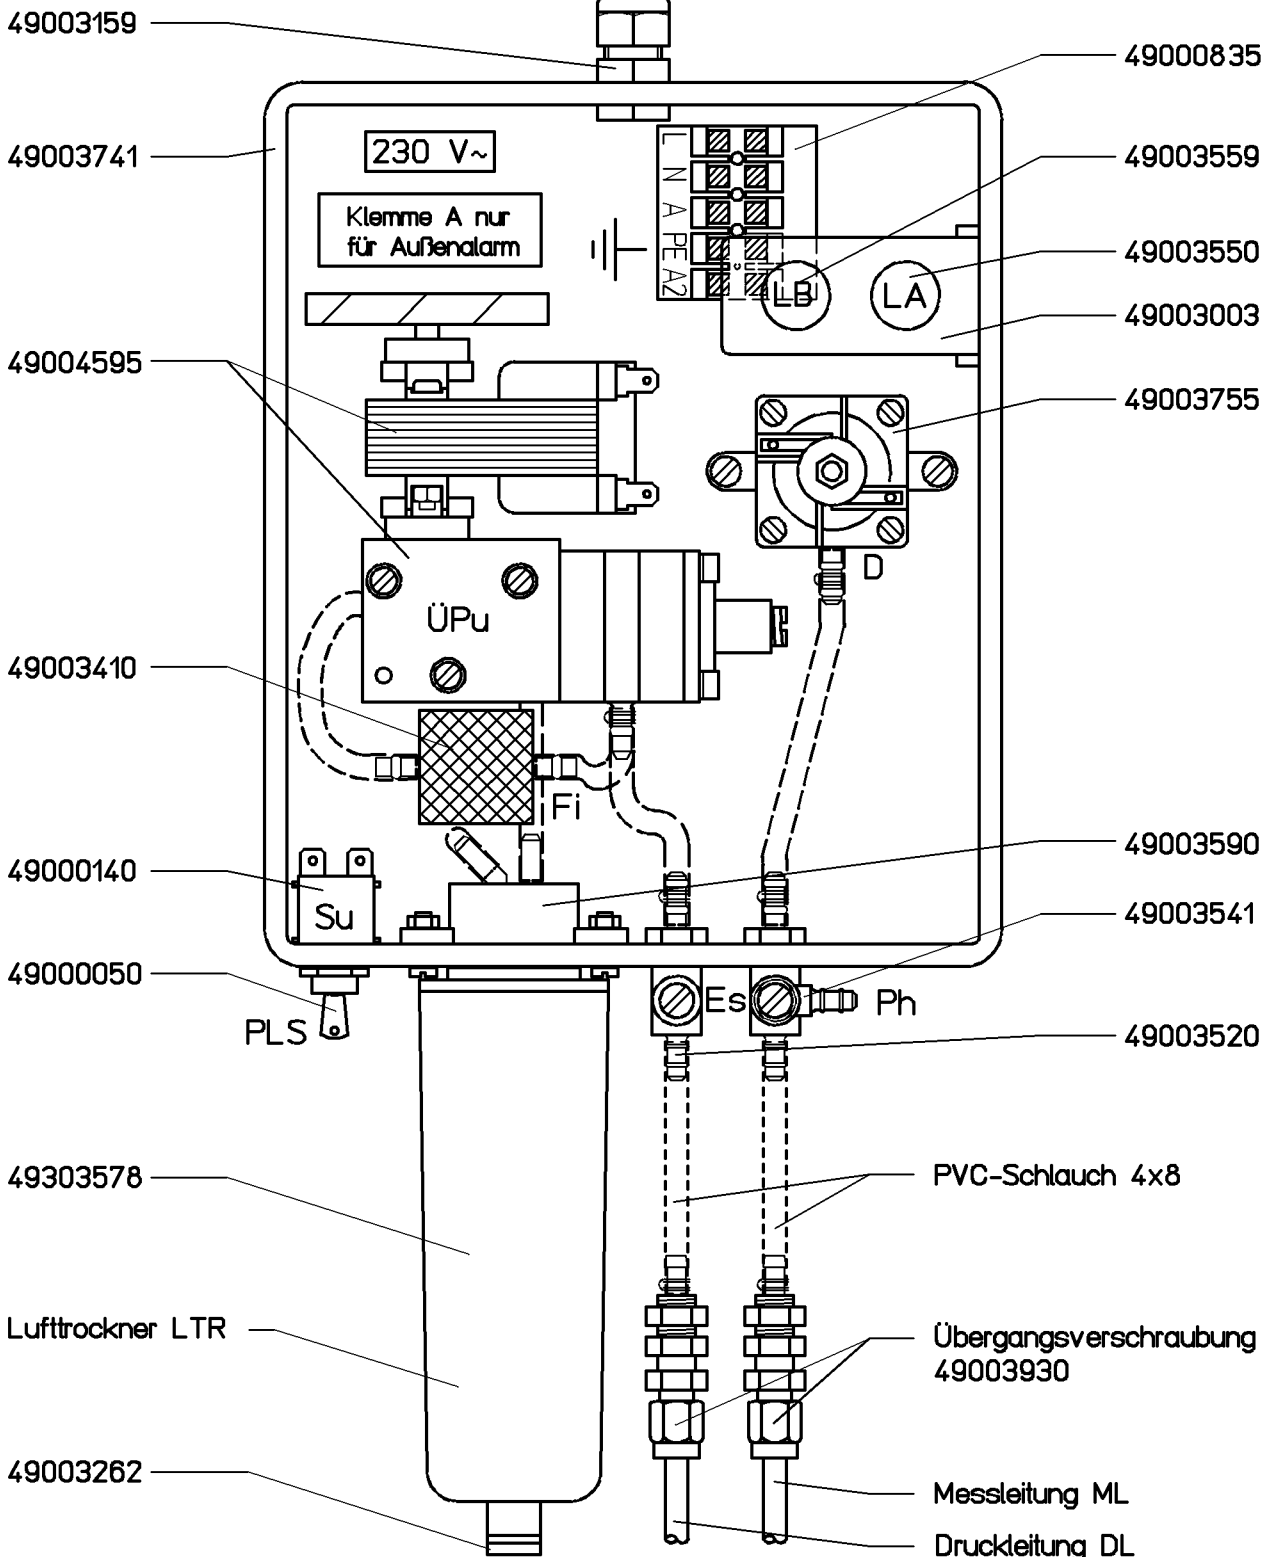 49003159
49000835
49003741
230 V~
L
N
A
PE
A2
49003559
Klemme A nur
für Außenalarm
49003550
LB
LA
49003003
49004595
49003755
D
ÜPu
49003410
Fi
49003590
49000140
Su
49003541
49000050
PLS
Es
Ph
49003520
49303578
PVC-Schlauch 4x8
Lufttrockner LTR
Übergangsverschraubung
49003930
49003262
Messleitung ML
Druckleitung DL